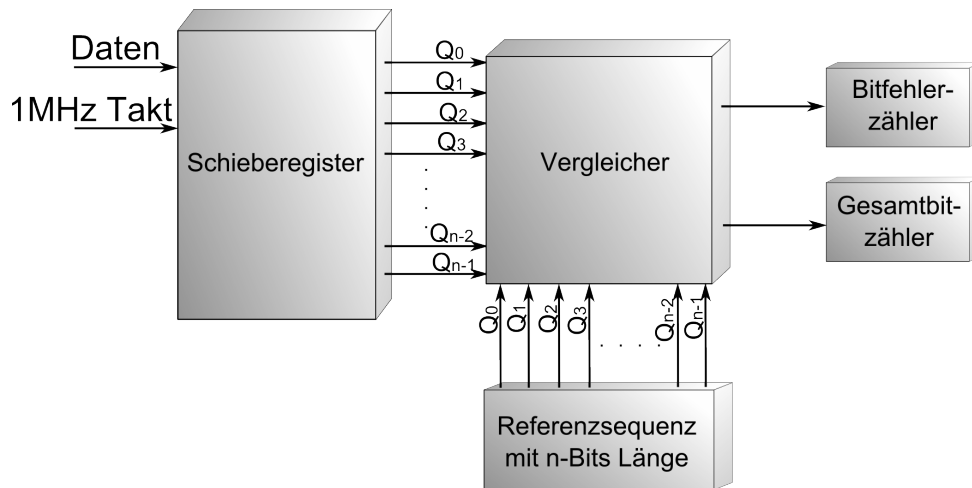 Daten
1MHz Takt
Schieberegister
Q0
Q1
Q2
Q3
Qn-2
Qn-1
Vergleicher
Bitfehler-
zähler
Gesamtbit-
zähler
Q0
Q1
Q2
Q3
Qn-2
Qn-1
Referenzsequenz
mit n-Bits Länge